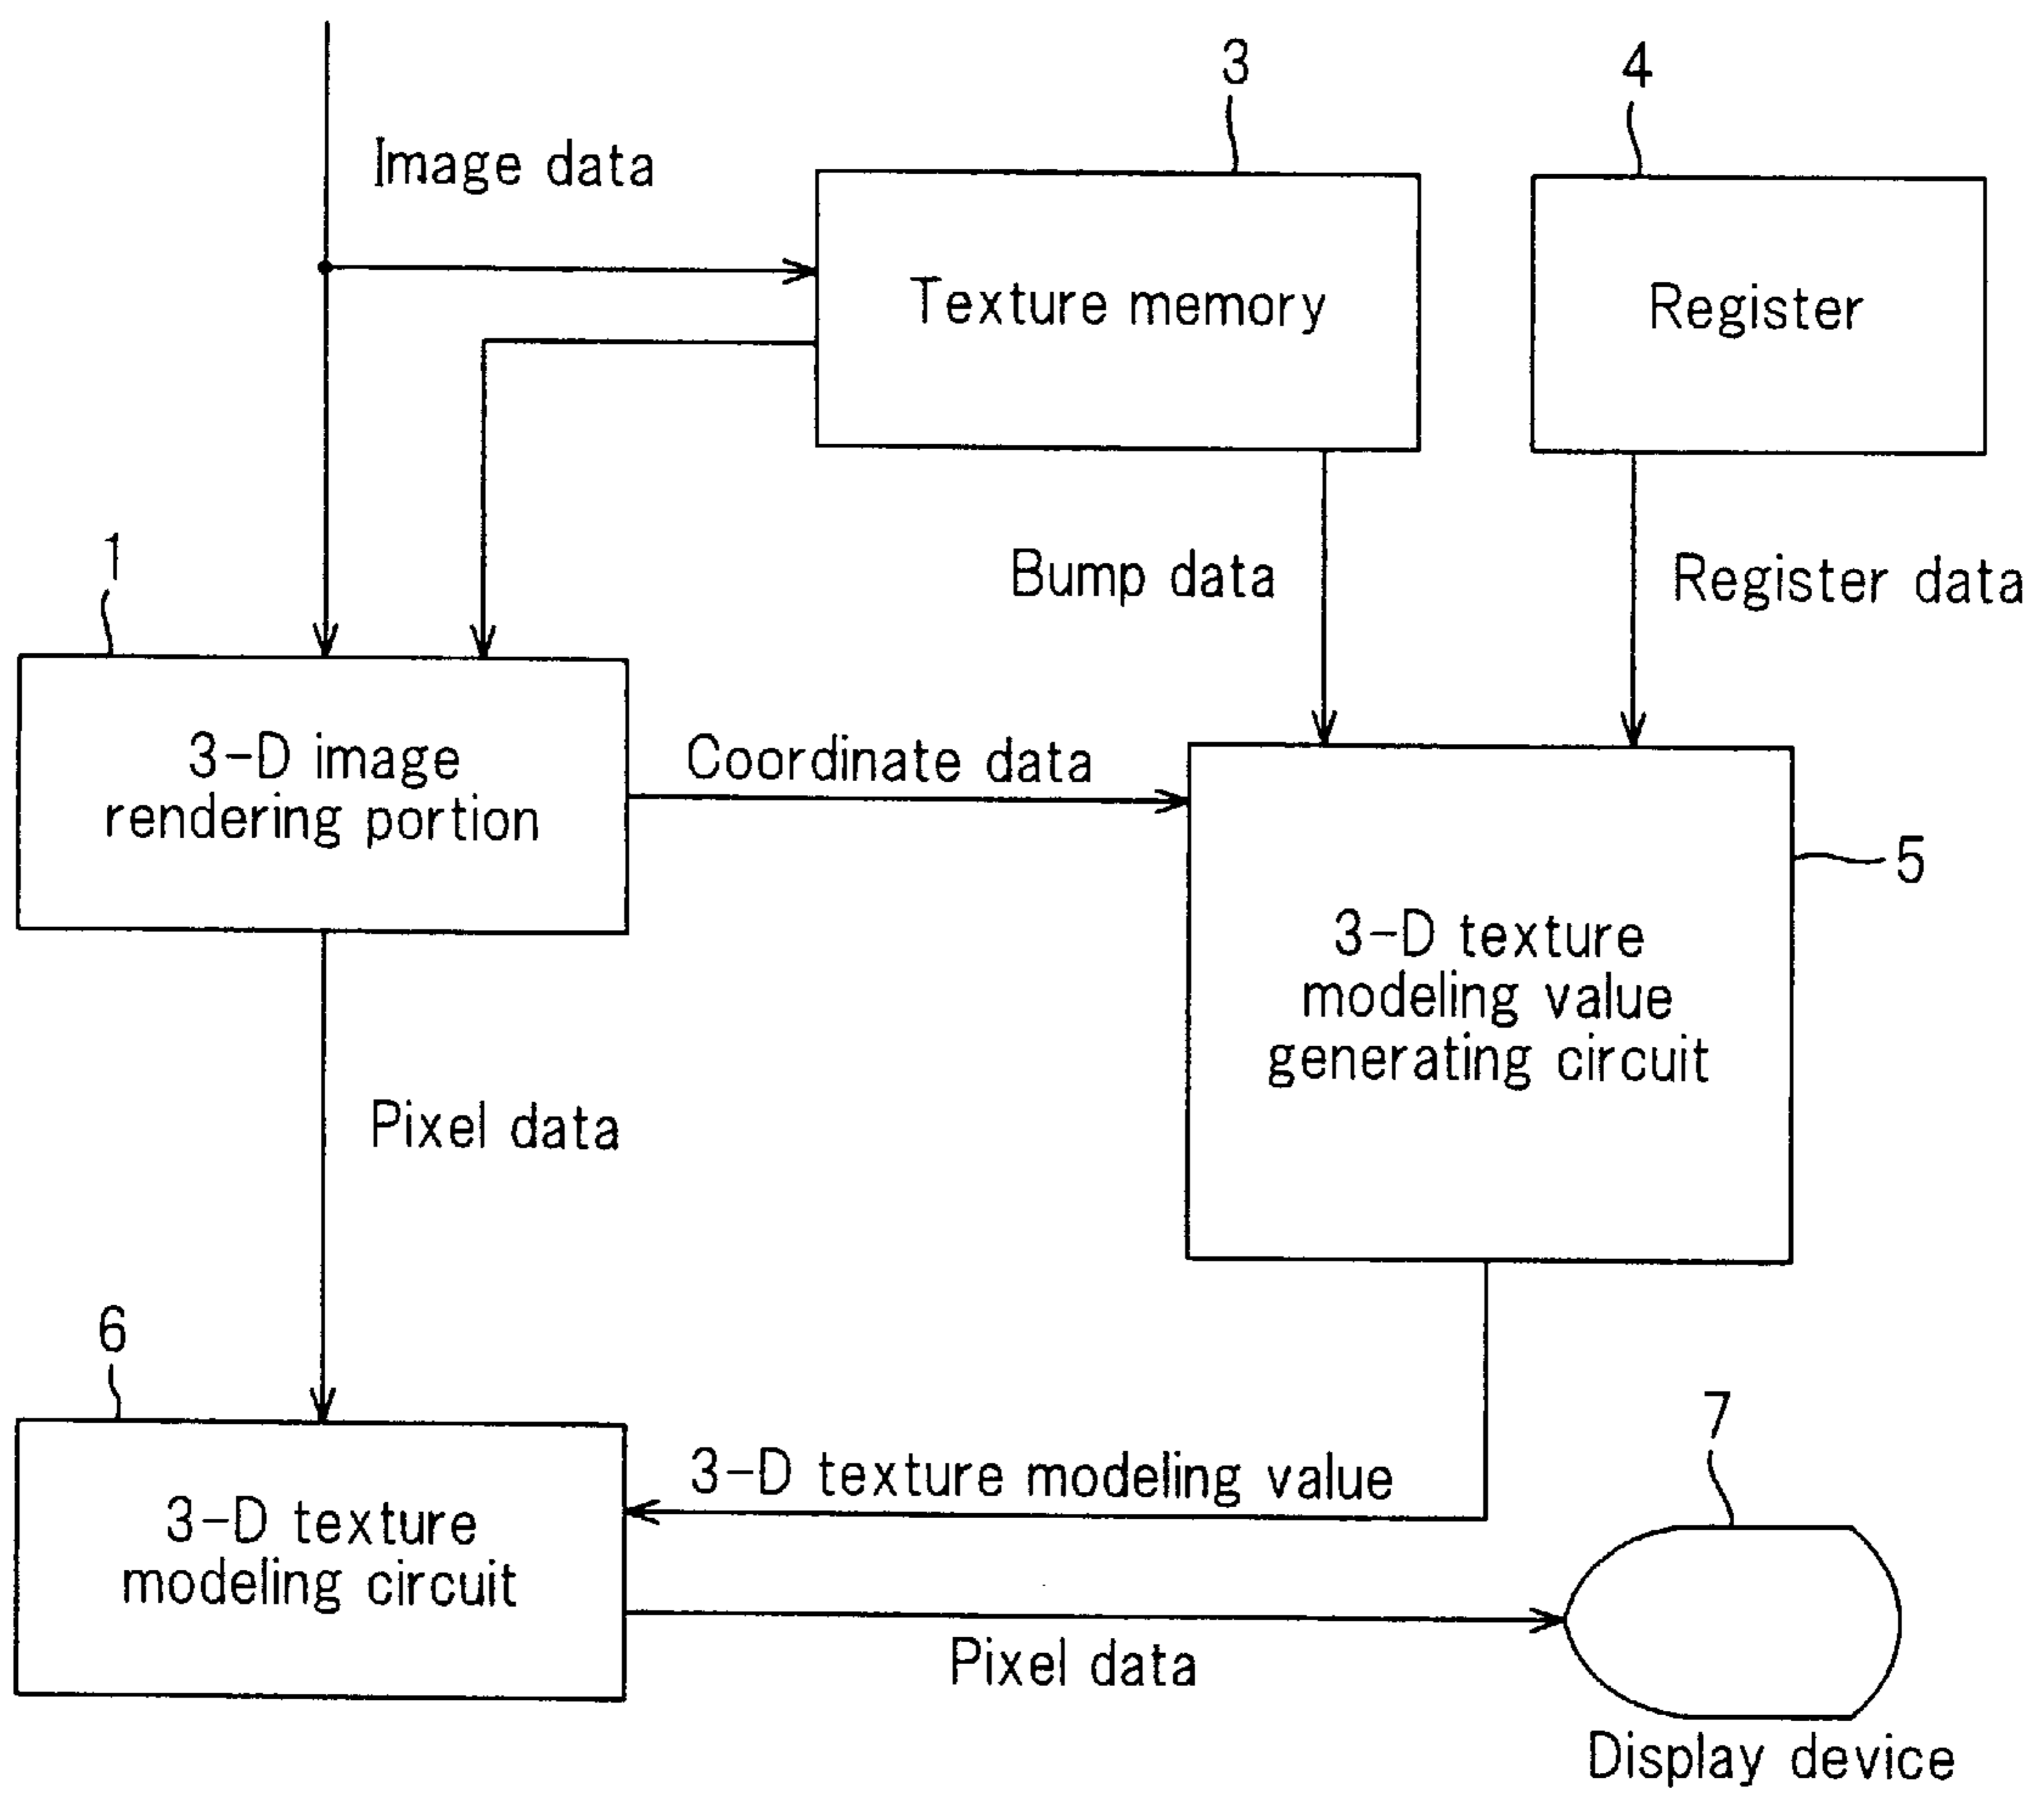 3
4
Image data
Texture memory
Register
1
Bump data
Register data
3-D image
rendering portion
Coordinate data
5
3-D texture
modeling value
generating circuit
Pixel data
6
7
3-D texture modeling value
3-D texture
modeling circuit
Pixel data
Display device